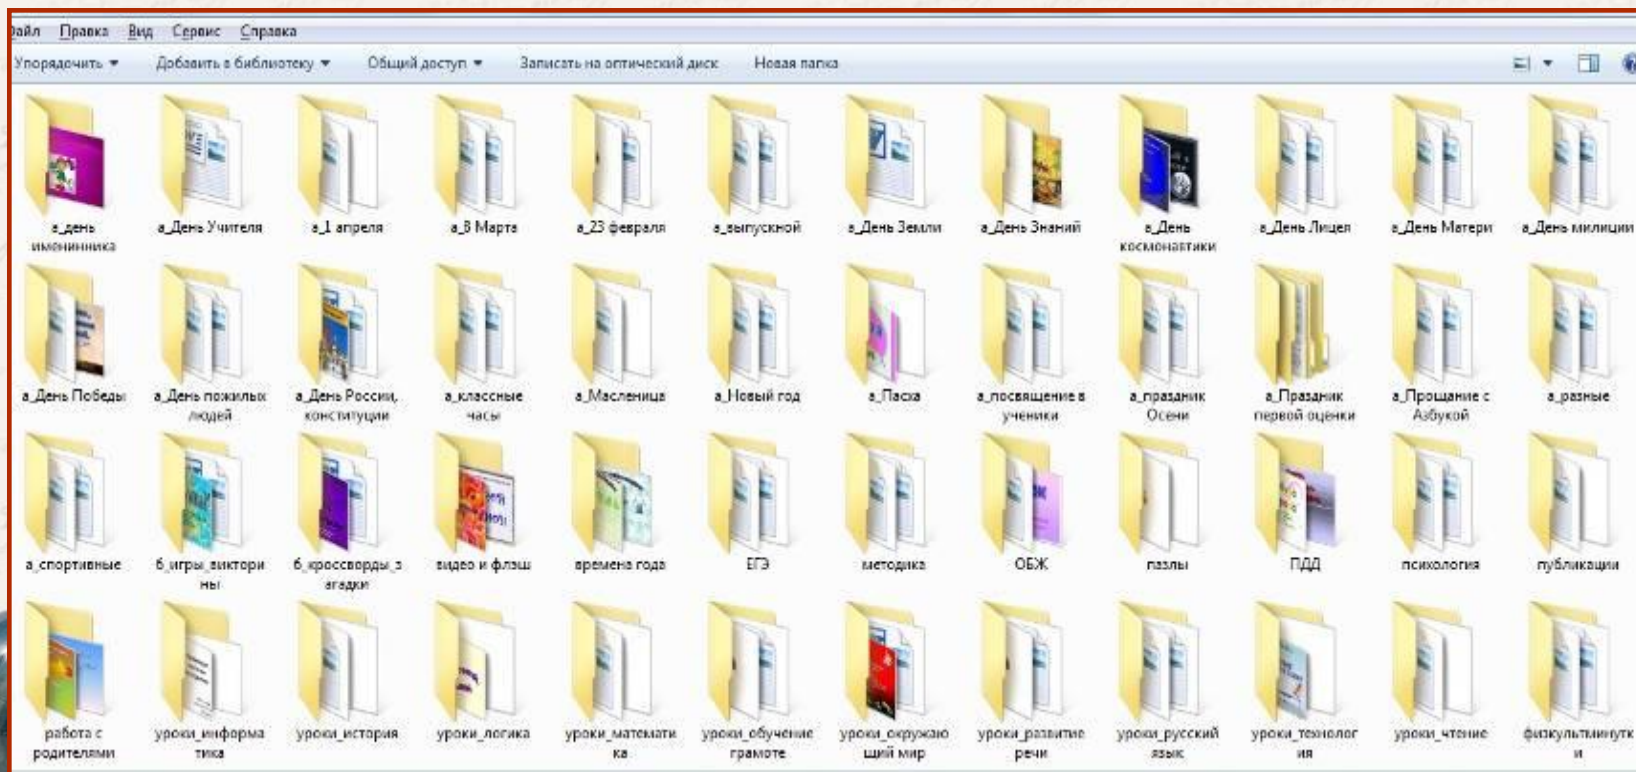 Файл Правка Вид Сервис Справка
Упорядочить Добавить в библиотеку Общий доступ Записать на оптический диск Новая папка
а_день
именинника
а_День Учителя
а_1 апреля
а_8 Марта
а_23 февраля
а_выпускной
а_День Земли
а_День Знаний
а_День
космонавтики
а_День Лицея
а_День Матери
а_День милиции
а_День Победы
а_День пожилых
людей
а_День России,
конституции
а_классные
часы
а_Масленица
а_Новый год
а_Пасха
а_посвящение в
ученики
а_праздник
Осени
а_Праздник
первой оценки
а_Прощание с
Азбукой
а_разные
а_спортивные
б_игры_виктори
ны
б_кроссворды_з
агадки
видео и флэш
времена года
ЕГЭ
методика
ОБЖ
пазлы
ПДД
психология
публикации
работа с
родителями
уроки_информа
тика
уроки_история
уроки_логика
уроки_математи
ка
уроки_обучение
грамоте
уроки_окружаю
щий мир
уроки_развитие
речи
уроки_русский
язык
уроки_технолог
ия
уроки_чтение
физкультминутк
и